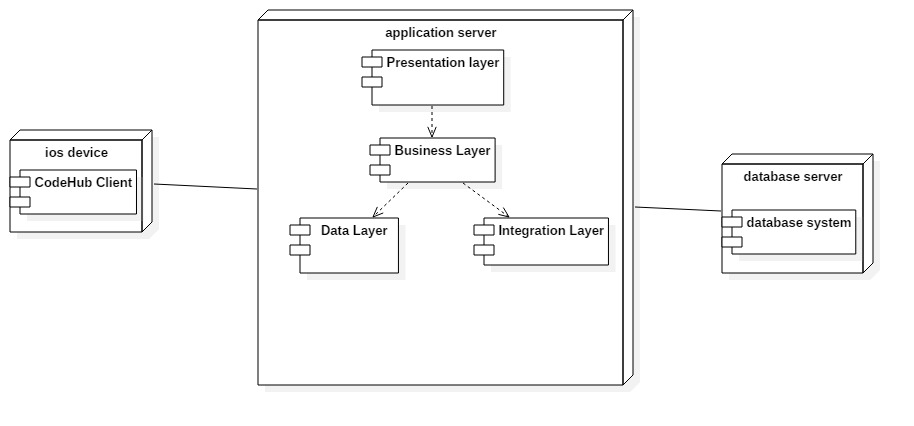 application server
Presentation layer
Business Layer
Data Layer
Integration Layer
ios device
CodeHub Client
database server
database system